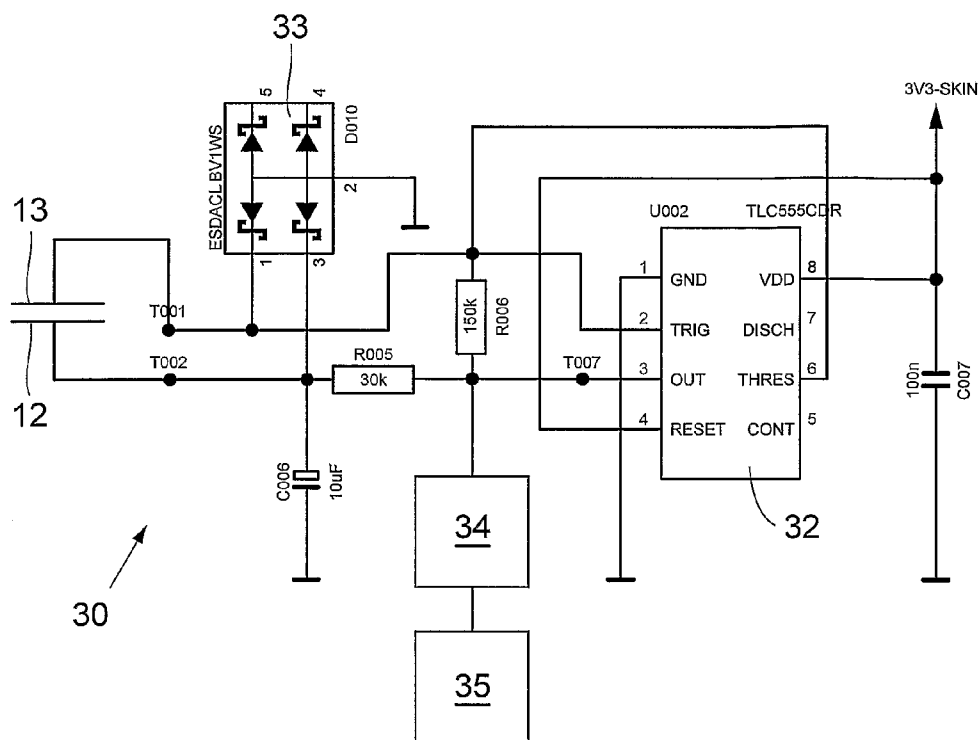 33
5
4
ESDACLBV1WS
D010
2
1
3
3V3-SKIN
U002
TLC555CDR
13
12
T001
T002
R005
30k
150k
R006
T007
1
GND
VDD
8
2
TRIG
DISCH
7
3
OUT
THRES
6
4
RESET
CONT
5
100n
C007
C006
10uF
32
30
34
35